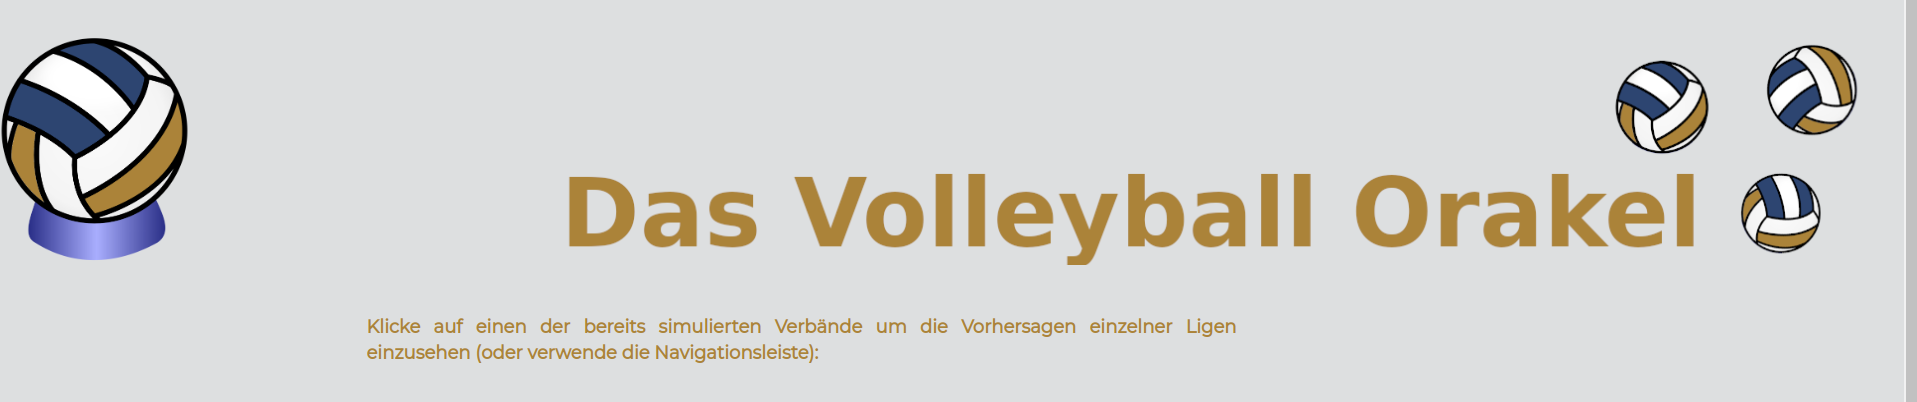 Das Volleyball Orakel
Klicke auf einen der bereits simulierten Verbände um die Vorhersagen einzelner Ligen
einzusehen (oder verwende die Navigationsleiste):